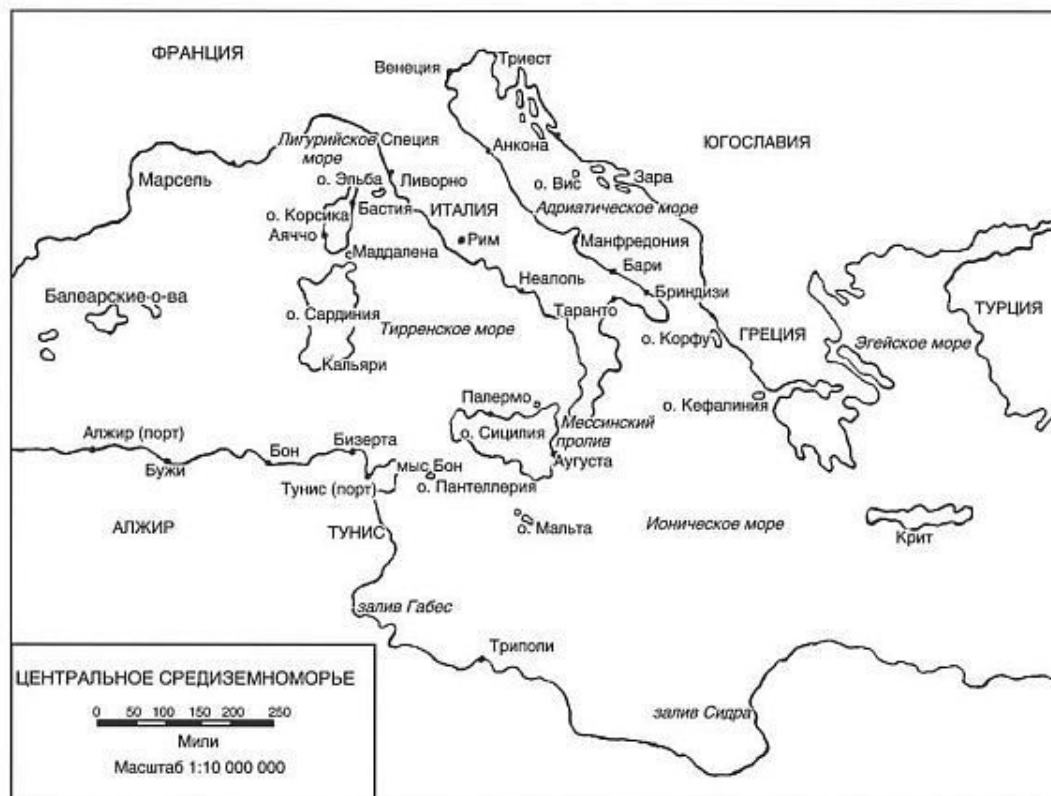 ФРАНЦИЯ
Венеция
Триест
Лигурийское
море
Специя
Анкона
ЮГОСЛАВИЯ
Марсель
о. Эльба
Ливорно
о. Вис
Зара
о. Корсика
Бастия
ИТАЛИЯ
Адриатическое море
Аяччо
Рим
Манфредония
Маддалена
Бари
Неаполь
Бриндизи
Балеарские-о-ва
Таранто
ТУРЦИЯ
о. Сардиния
Тирренское море
о. Корфу
ГРЕЦИЯ
Эгейское море
Кальяри
Палермо
о. Кефалиния
Мессинский
пролив
Алжир (порт)
Бизерта
о. Сицилия
Бужи
Бон
мыс Бон
Аугуста
Тунис (порт)
о. Пантеллерия
АЛЖИР
ТУНИС
о. Мальта
Ионическое море
Крит
залив Габес
Триполи
залив Сидра
ЦЕНТРАЛЬНОЕ СРЕДИЗЕМНОМОРЬЕ
0 50 100 150 200 250
Мили
Масштаб 1:10 000 000